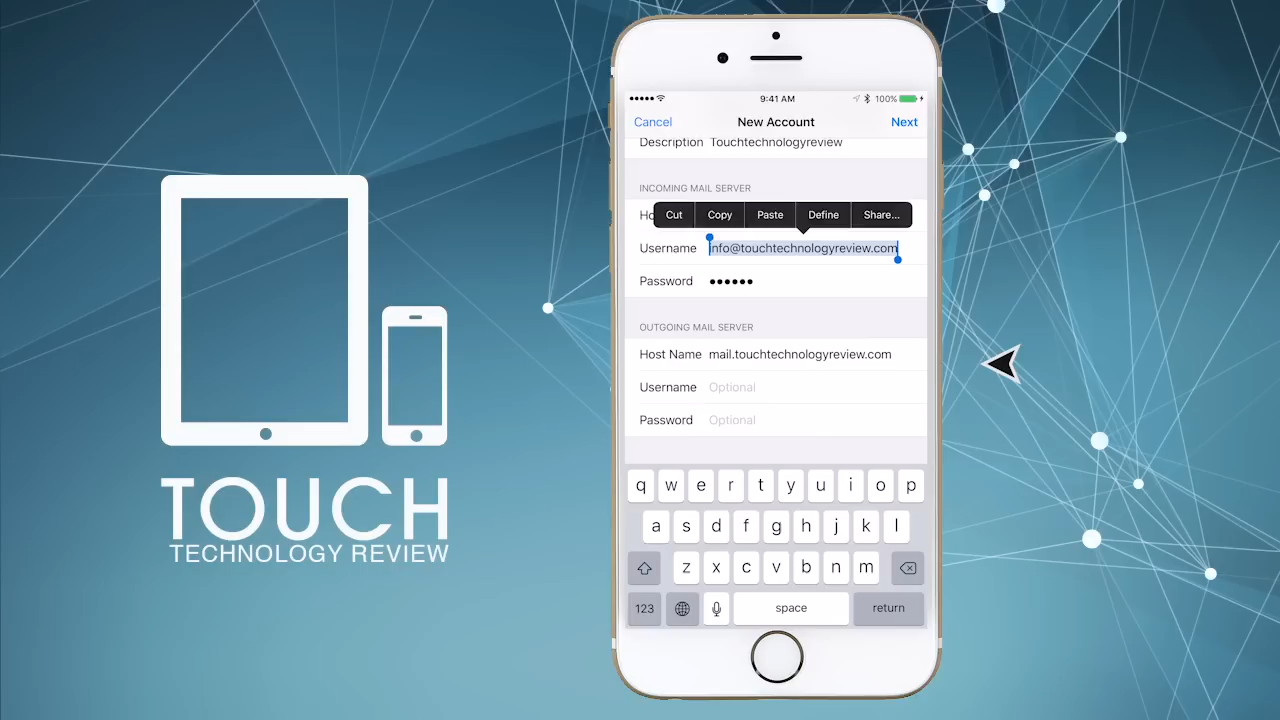 TOUCH
TECHNOLOGY REVIEW
9:41 AM 100%
Cancel New Account Next
Description Touchtechnologyreview
INCOMING MAIL SERVER
Ho
Cut Copy Paste Define Share...
Username info@touchtechnologyreview.com
Password ●●●●●●
OUTGOING MAIL SERVER
Host Name mail.touchtechnologyreview.com
Username Optional
Password Optional
q w e r t y u i o p
a s d f g h j k l
z x c v b n m
123 space return